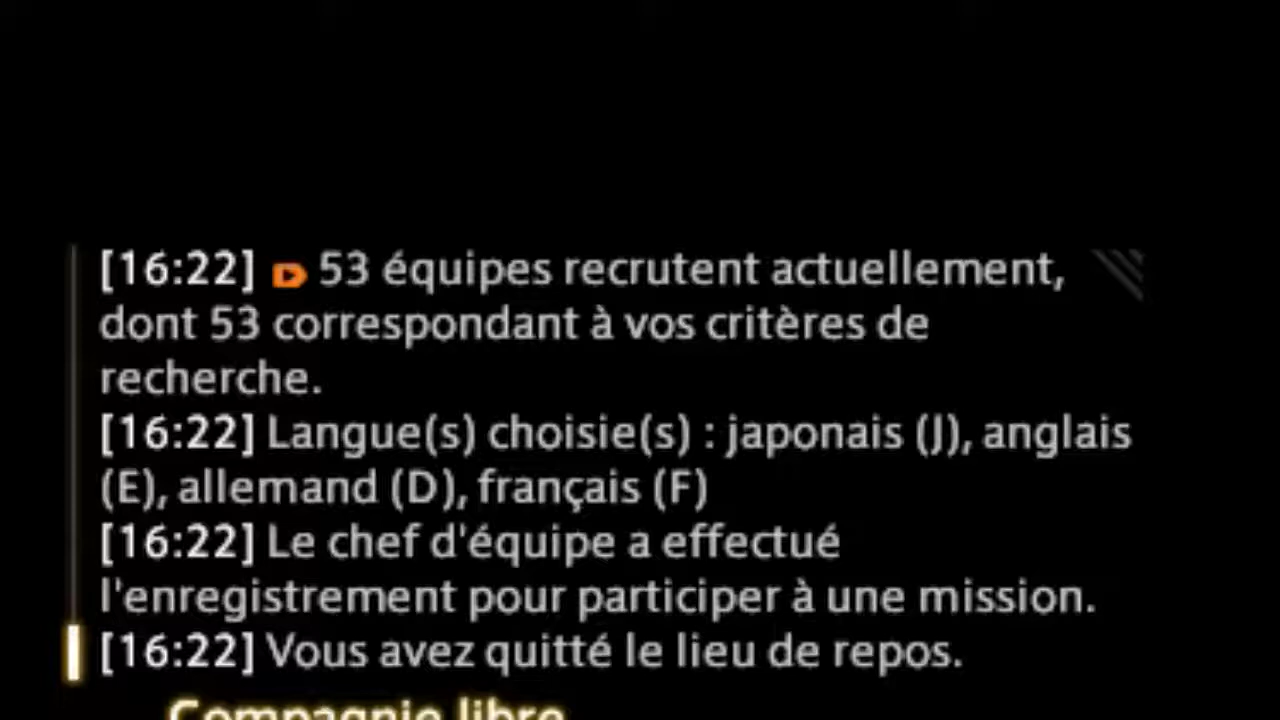 [16:22] 53 équipes recrutent actuellement,
dont 53 correspondant à vos critères de
recherche.
[16:22] Langue(s) choisie(s) : japonais (J), anglais
(E), allemand (D), français (F)
[16:22] Le chef d'équipe a effectué
l'enregistrement pour participer à une mission.
[16:22] Vous avez quitté le lieu de repos.
Compagnie libre